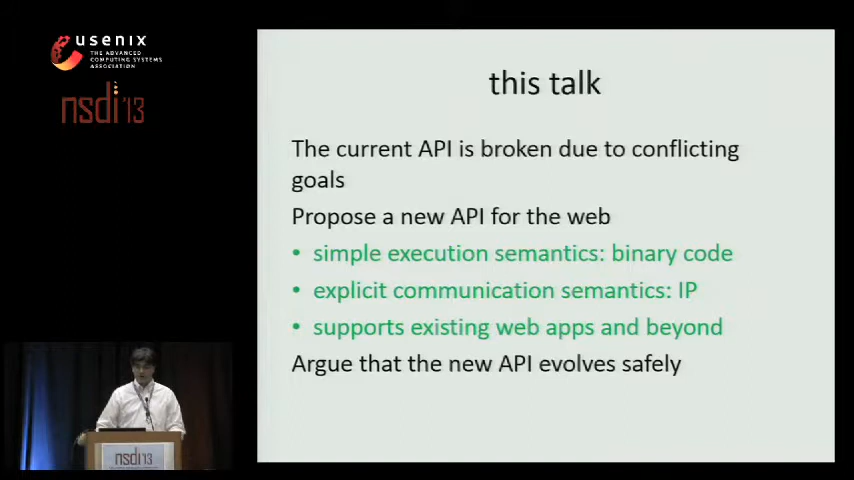 usenix
THE ADVANCED
COMPUTING SYSTEMS
ASSOCIATION
nsdi'13
this talk
The current API is broken due to conflicting
goals
Propose a new API for the web
• simple execution semantics: binary code
• explicit communication semantics: IP
• supports existing web apps and beyond
Argue that the new API evolves safely
nsdi'13